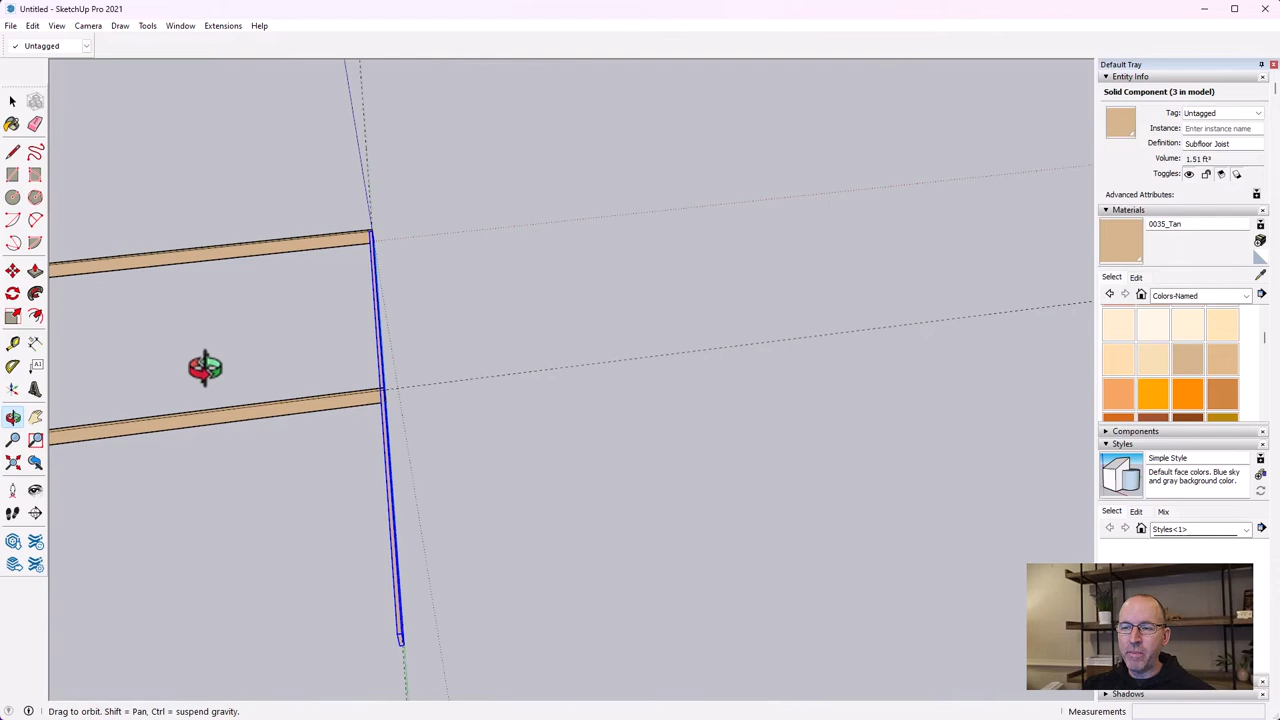 Untitled - SketchUp Pro 2021
File Edit View Camera Draw Tools Window Extensions Help
✓ Untagged
Default Tray
Entity Info
Solid Component (3 in model)
Tag: Untagged
Instance: Enter instance name
Definition: Subfloor Joist
Volume: 1.51 ft³
Toggles:
Advanced Attributes:
Materials
0035_Tan
Select Edit
Colors-Named
Components
Styles
Simple Style
Default face colors. Blue sky
and gray background color.
Select Edit Mix
Styles<1>
Shadows
Drag to orbit. Shift = Pan, Ctrl = suspend gravity.
Measurements